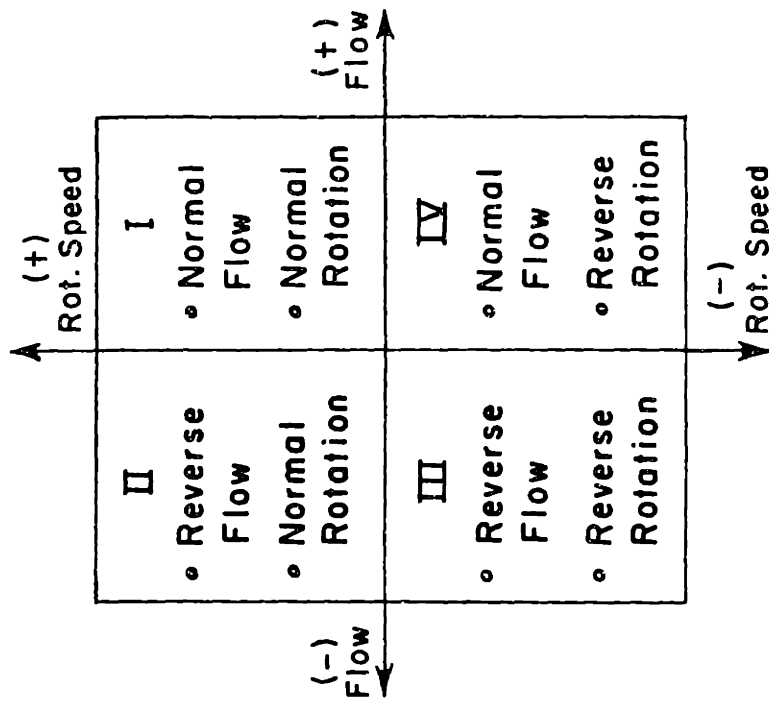 (+)
Rot. Speed
II
• Reverse
Flow
• Normal
Rotation
I
• Normal
Flow
• Normal
Rotation
(-)
Flow
(+)
Flow
III
• Reverse
Flow
• Reverse
Rotation
IV
• Normal
Flow
• Reverse
Rotation
(-)
Rot. Speed